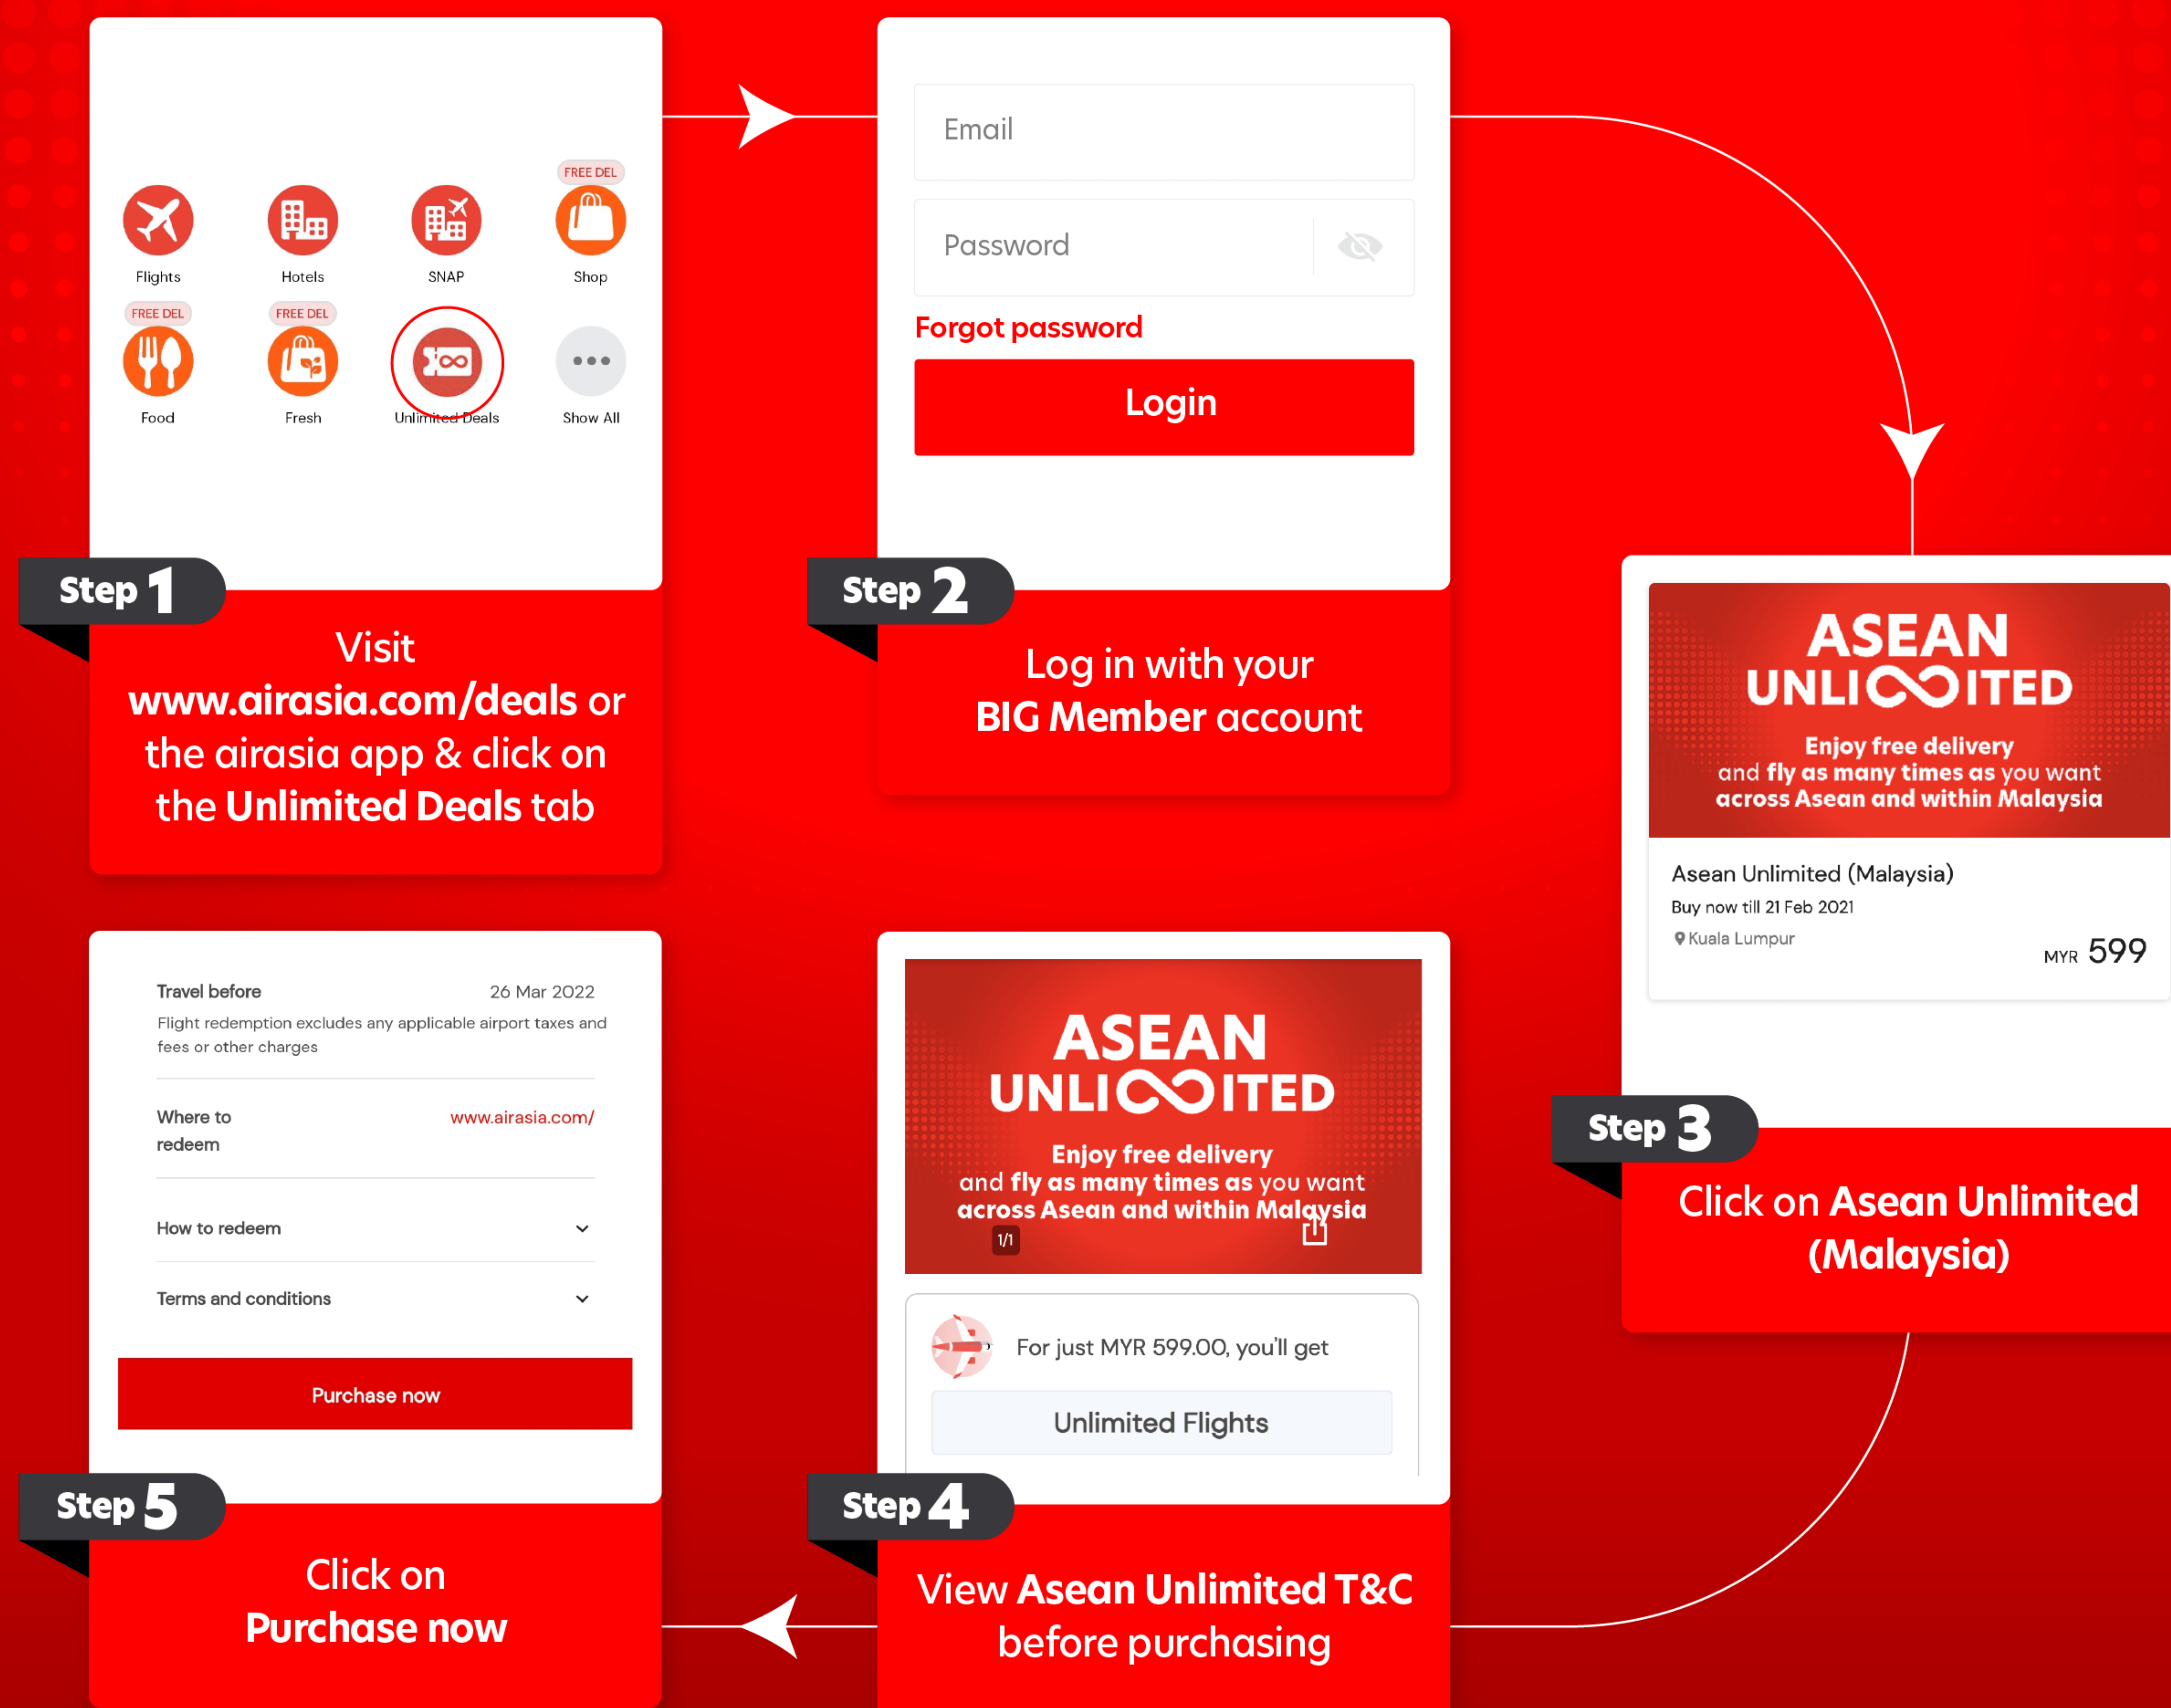 FREE DEL
Flights
Hotels
SNAP
Shop
FREE DEL
FREE DEL
Food
Fresh
Unlimited Deals
Show All
Step 1
Visit
www.airasia.com/deals or
the airasia app & click on
the Unlimited Deals tab
Email
Password
Forgot password
Login
Step 2
Log in with your
BIG Member account
ASEAN
UNLIMITED
Enjoy free delivery
and fly as many times as you want
across Asean and within Malaysia
Asean Unlimited (Malaysia)
Buy now till 21 Feb 2021
Kuala Lumpur
MYR 599
Step 3
Click on Asean Unlimited
(Malaysia)
ASEAN
UNLIMITED
Enjoy free delivery
and fly as many times as you want
across Asean and within Malaysia
1/1
For just MYR 599.00, you'll get
Unlimited Flights
Step 4
View Asean Unlimited T&C
before purchasing
Travel before
26 Mar 2022
Flight redemption excludes any applicable airport taxes and
fees or other charges
Where to
redeem
www.airasia.com/
How to redeem
Terms and conditions
Purchase now
Step 5
Click on
Purchase now